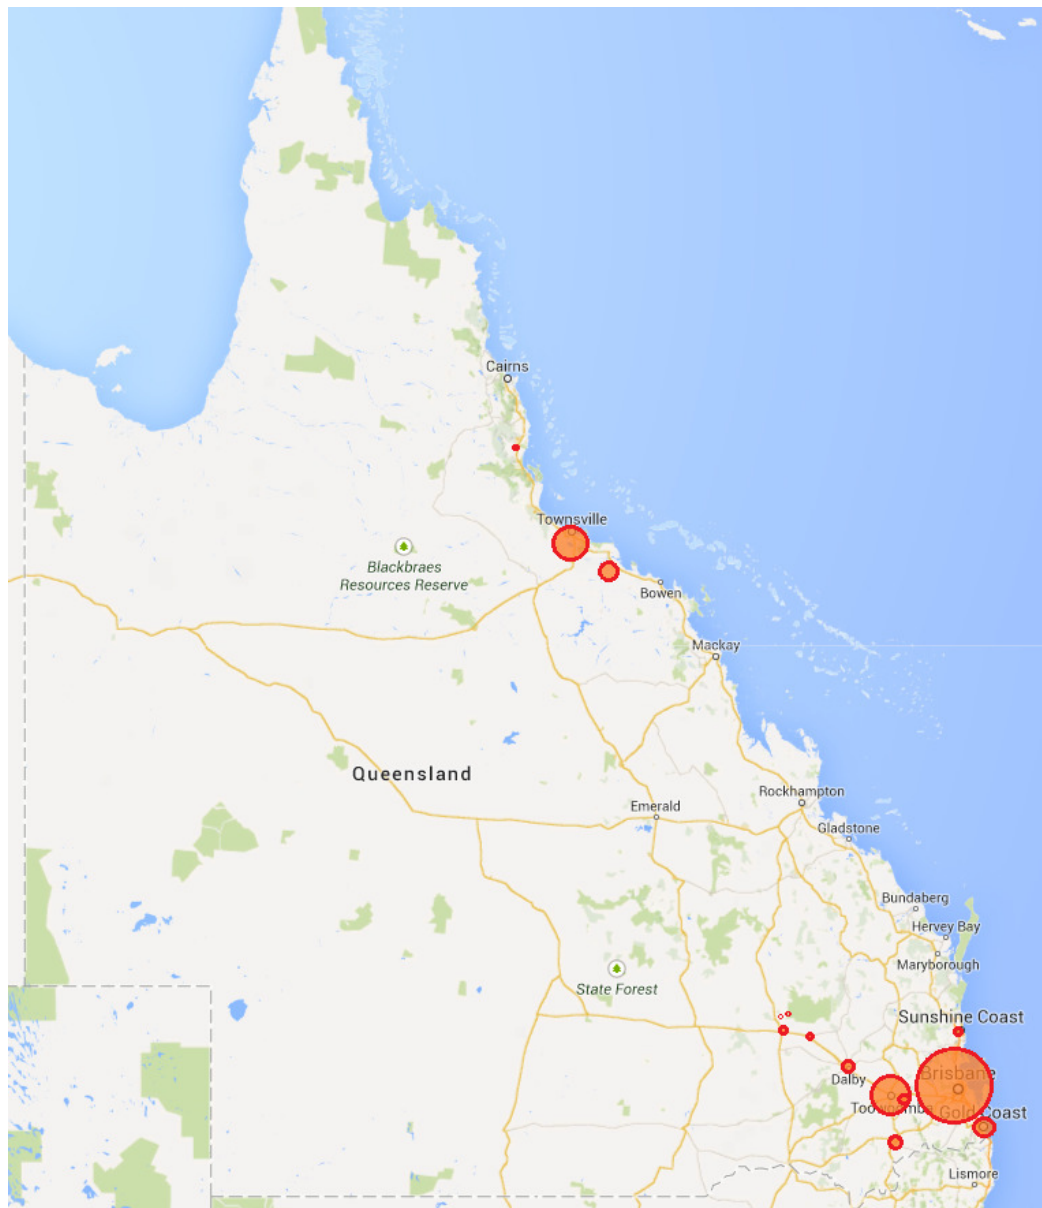 Cairns
Townsville
Blackbraes
Resources Reserve
Bowen
Mackay
Queensland
Rockhampton
Emerald
Gladstone
Bundaberg
Hervey Bay
Maryborough
State Forest
Sunshine Coast
Brisbane
Dalby
Toowoomba
Gold Coast
Lismore